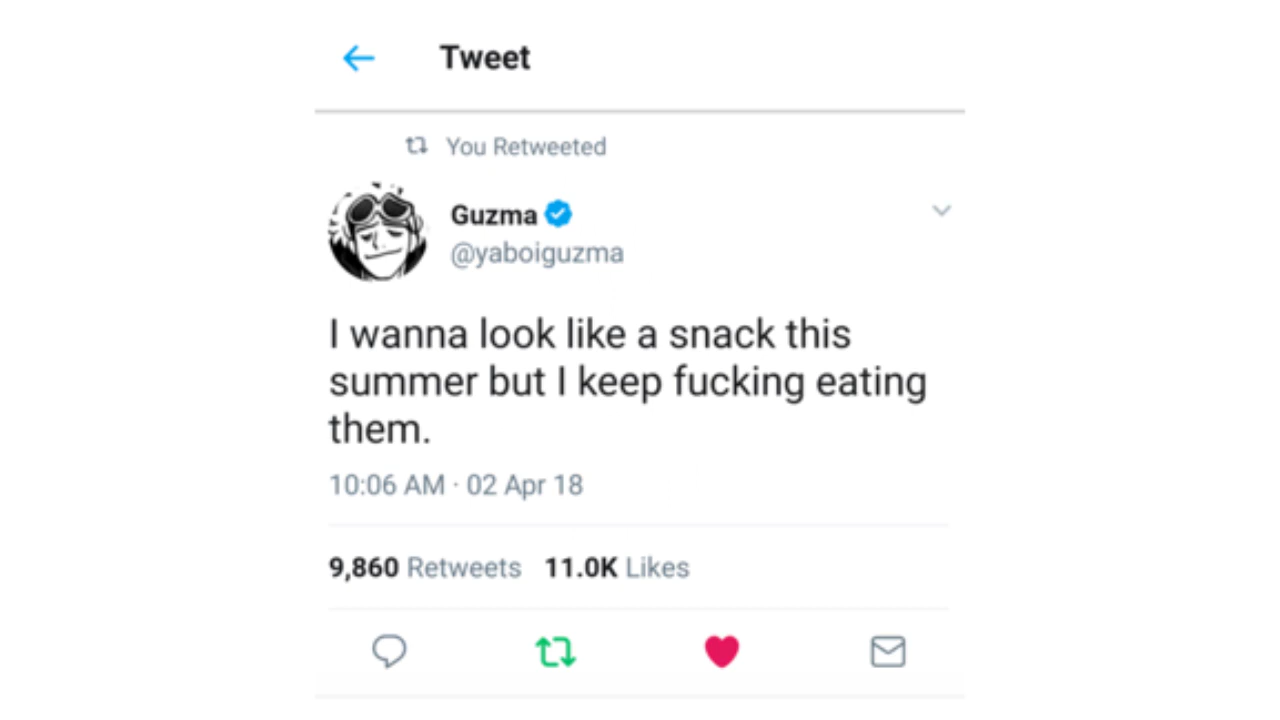 Tweet
You Retweeted
Guzma
@yaboiguzma
I wanna look like a snack this
summer but I keep fucking eating
them.
10:06 AM · 02 Apr 18
9,860 Retweets 11.0K Likes